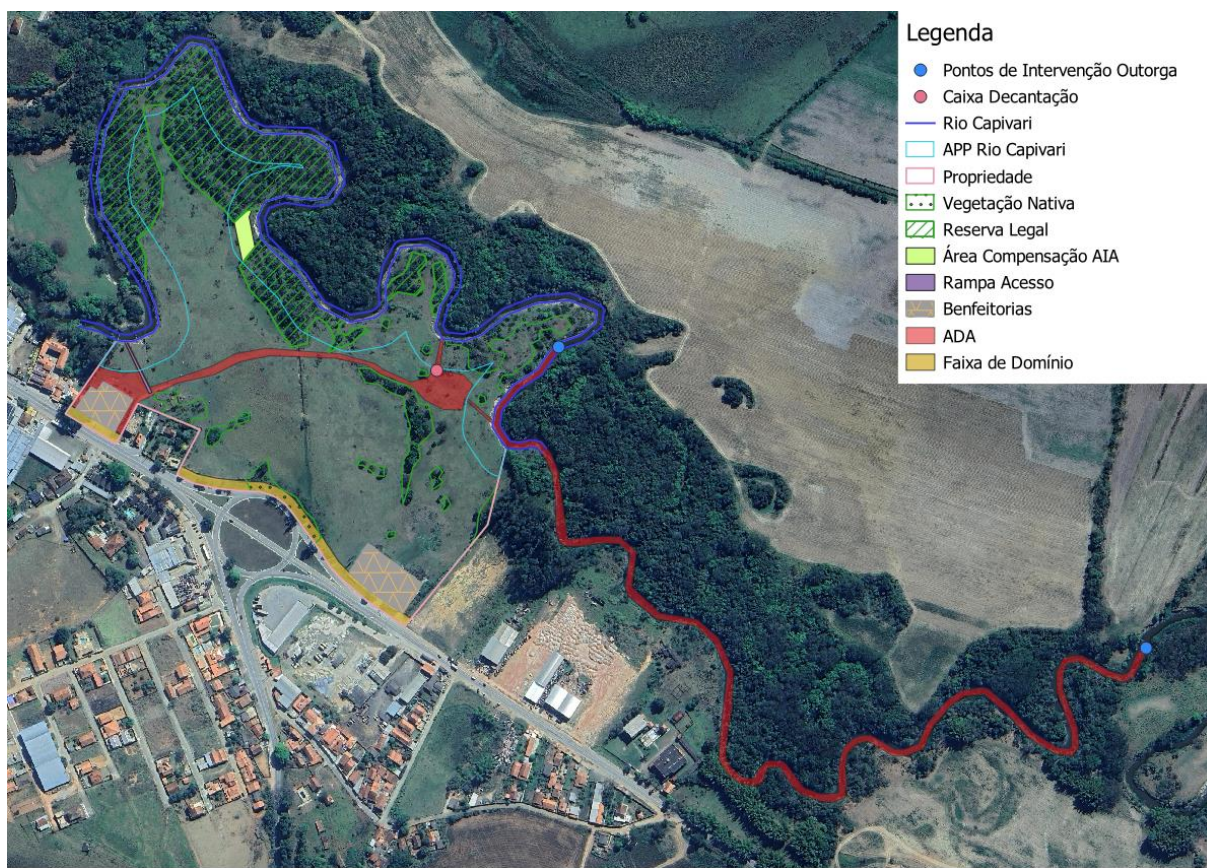 Legenda
Pontos de Intervenção Outorga
Caixa Decantação
Rio Capivari
APP Rio Capivari
Propriedade
Vegetação Nativa
Reserva Legal
Área Compensação AIA
Rampa Acesso
Benfeitorias
ADA
Faixa de Domínio